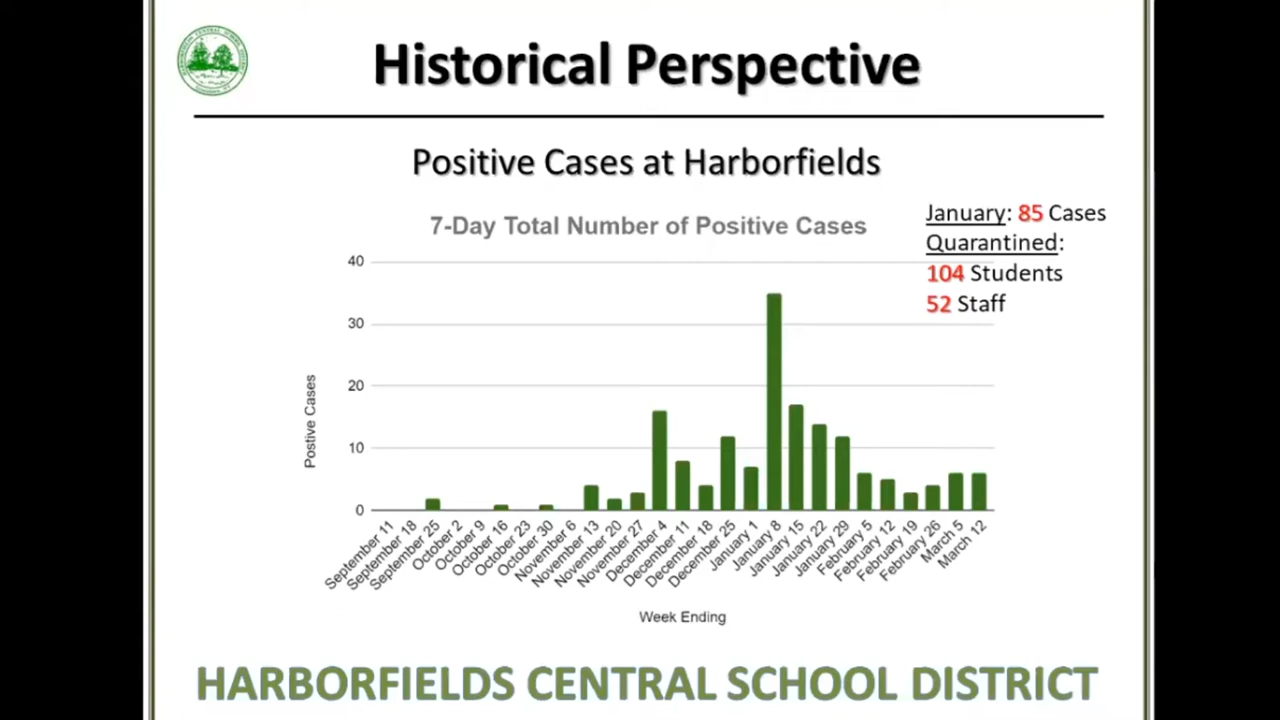 Historical Perspective
Positive Cases at Harborfields
January: 85 Cases
Quarantined:
104 Students
52 Staff
7-Day Total Number of Positive Cases
40
30
20
10
0
Postive Cases
September 11
September 18
September 25
October 2
October 9
October 16
October 23
October 30
November 6
November 13
November 20
November 27
December 4
December 11
December 18
December 25
January 1
January 8
January 15
January 22
January 29
February 5
February 12
February 19
February 26
March 5
March 12
Week Ending
HARBORFIELDS CENTRAL SCHOOL DISTRICT